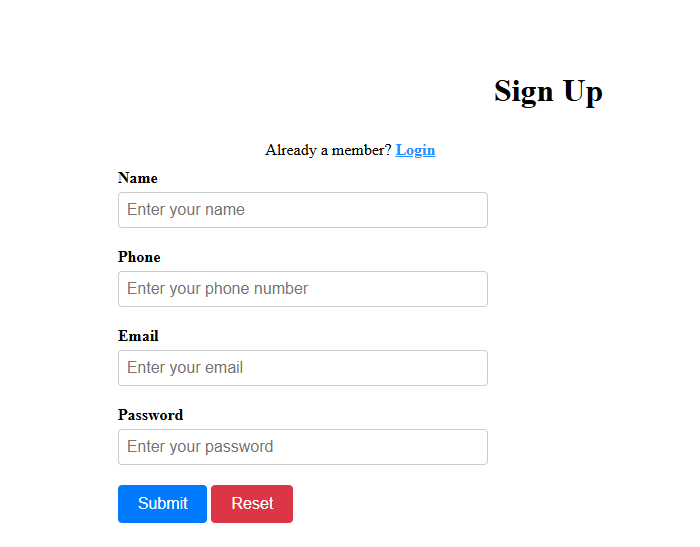 Sign Up
Already a member? Login
Name
Enter your name
Phone
Enter your phone number
Email
Enter your email
Password
Enter your password
Submit Reset